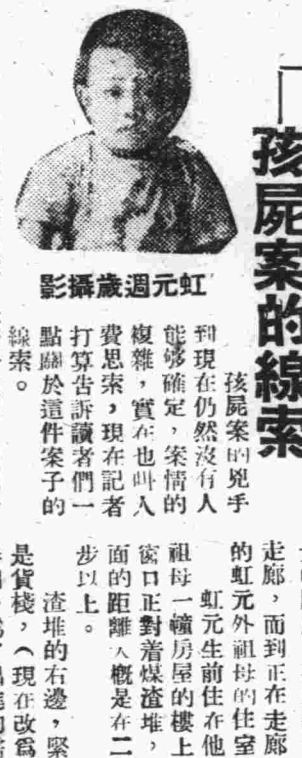 孩屍案的線索
虹元週歲攝影
孩屍案的兇手
到現在仍然沒有人
能够確定，案情的
複雜，實在也叫人
費思索，現在記者
打算告訴讀者們一
點關於這件案子的
線索。
走廊，而到正在走廊
的虹元外祖母的住室
虹元生前住在他
祖母一幢房屋的樓上
窗口正對着煤渣堆，
面的距離大概是在二
步以上。
渣堆的右邊，緊
是貨棧，（現在改爲